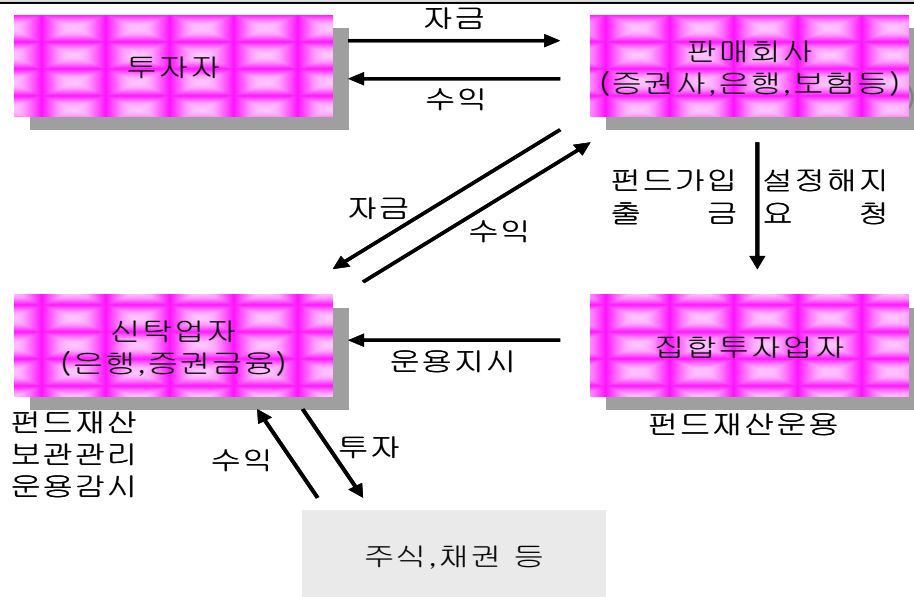 자금
투자자
수익
판매회사
(증권사,은행,보험등)
)
자금
수익
펀드가입
출 금
설정해지
요 청
신탁업자
(은행,증권금융)
운용지시
집합투자업자
펀드재산
보관관리
운용감시
펀드재산운용
수익
투자
주식,채권 등